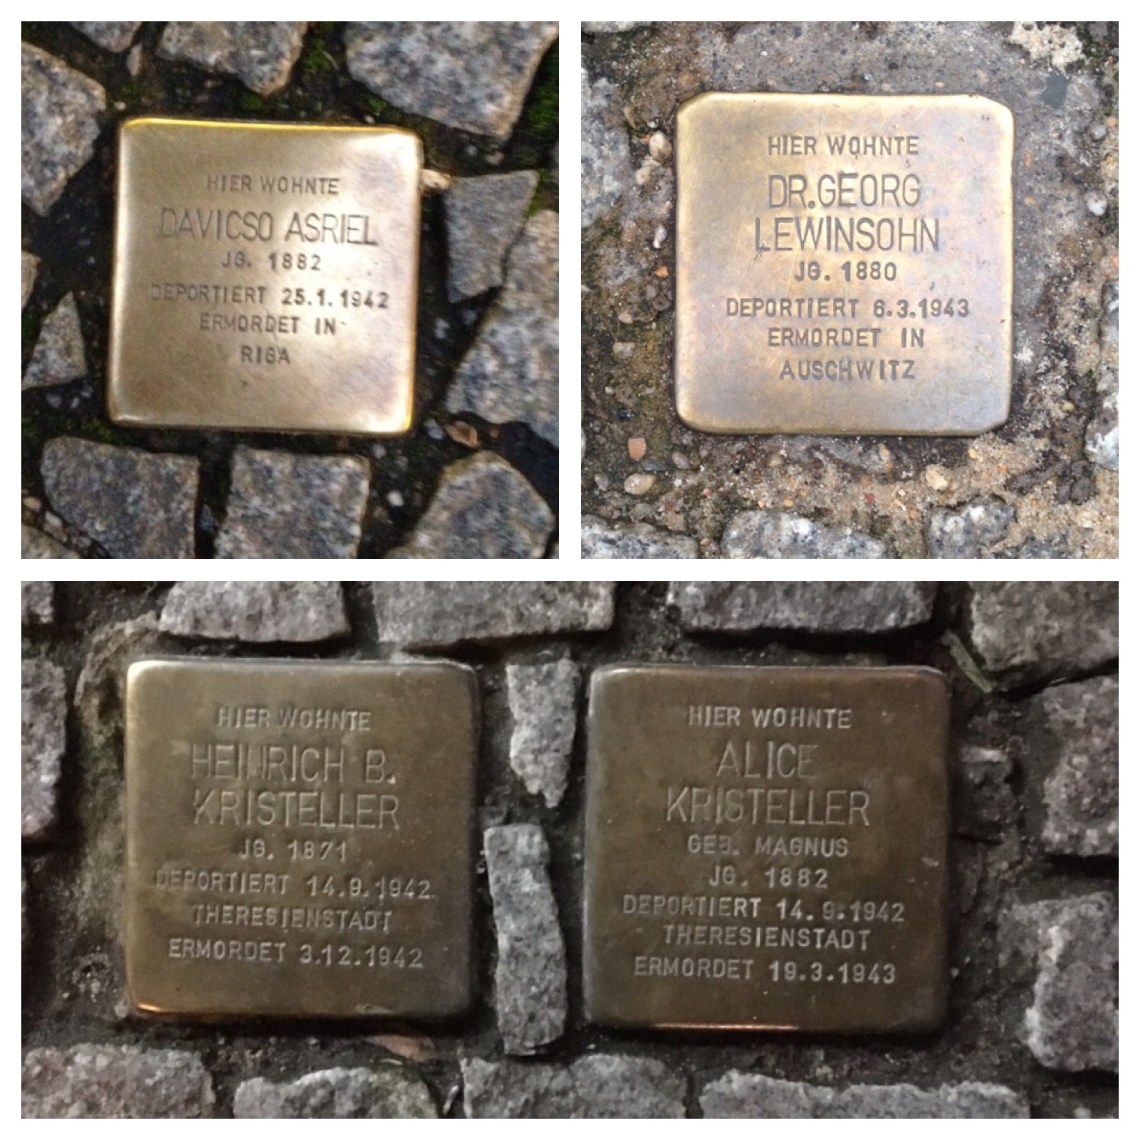 HIER WOHNTE
DAVICSO ASRIEL
JG. 1882
DEPORTIERT 25.1.1942
ERMORDET IN
RIGA
HIER WOHNTE
DR.GEORG
LEWINSOHN
JG. 1880
DEPORTIERT 6.3.1943
ERMORDET IN
AUSCHWITZ
HIER WOHNTE
HEINRICH B.
KRISTELLER
JG. 1871
DEPORTIERT 14.9.1942
THERESIENSTADT
ERMORDET 3.12.1942
HIER WOHNTE
ALICE
KRISTELLER
GEB. MAGNUS
JG. 1882
DEPORTIERT 14.9.1942
THERESIENSTADT
ERMORDET 19.3.1943